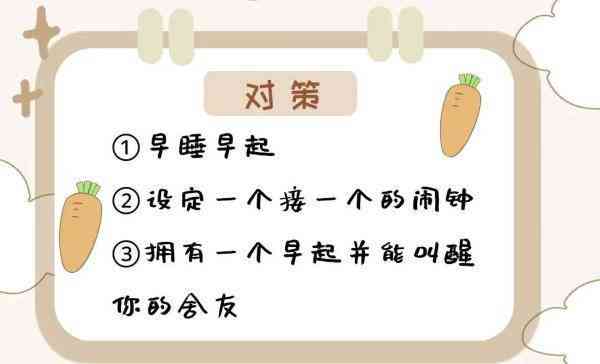 对策
①早睡早起
②设定一个接一个的闹钟
③拥有一个早起并能叫醒
你的舍友